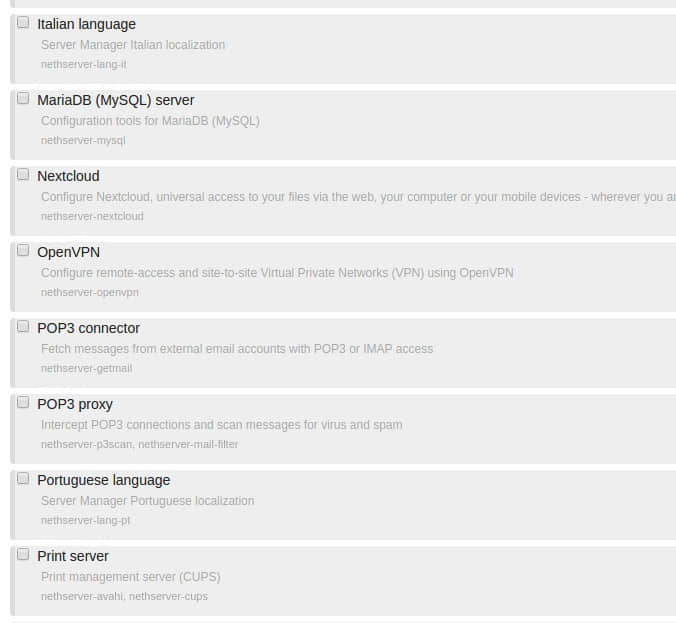 Italian language
Server Manager Italian localization
nethserver-lang-it
MariaDB (MySQL) server
Configuration tools for MariaDB (MySQL)
nethserver-mysql
Nextcloud
Configure Nextcloud, universal access to your files via the web, your computer or your mobile devices - wherever you ar
nethserver-nextcloud
OpenVPN
Configure remote-access and site-to-site Virtual Private Networks (VPN) using OpenVPN
nethserver-openvpn
POP3 connector
Fetch messages from external email accounts with POP3 or IMAP access
nethserver-getmail
POP3 proxy
Intercept POP3 connections and scan messages for virus and spam
nethserver-p3scan, nethserver-mail-filter
Portuguese language
Server Manager Portuguese localization
nethserver-lang-pt
Print server
Print management server (CUPS)
nethserver-avahi, nethserver-cups